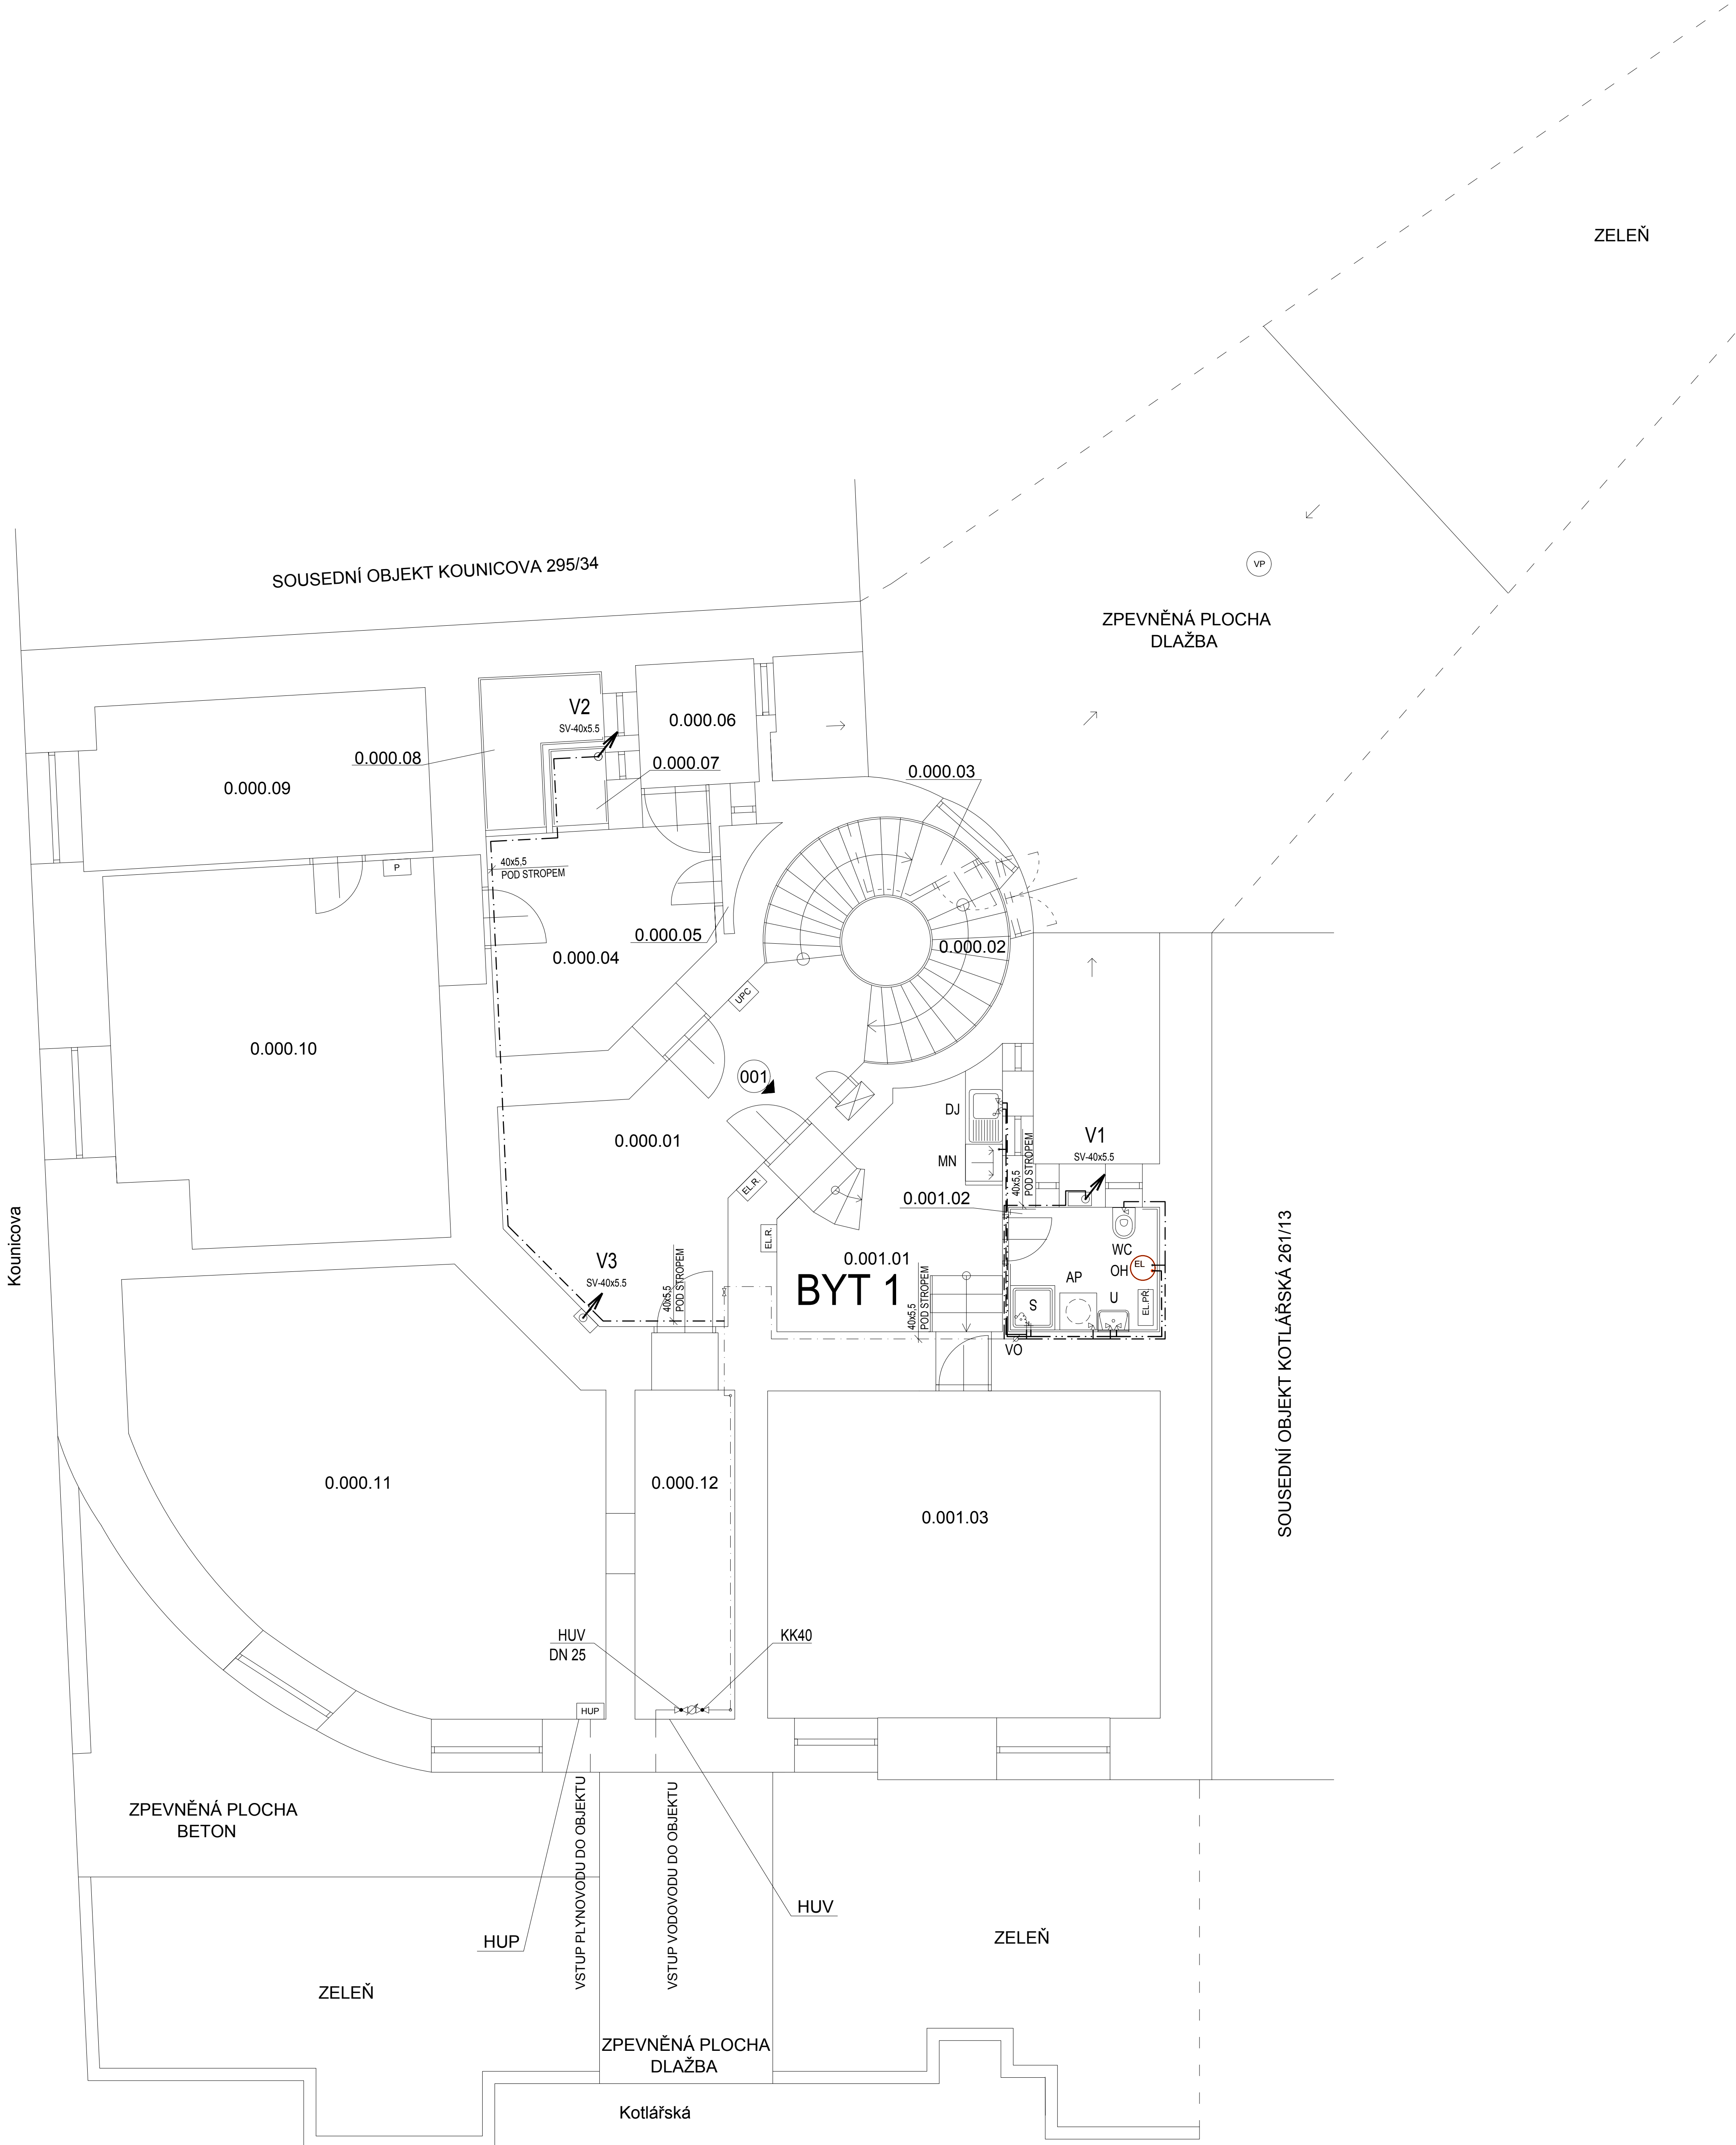 ZELEŇ
SOUSEDNÍ OBJEKT KOUNICOVA 295/34
VP
ZPEVNĚNÁ PLOCHA
DLAŽBA
V2
SV-40x5.5
0.000.06
0.000.08
0.000.07
0.000.03
0.000.09
P
40x5,5
POD STROPEM
0.000.05
0.000.04
0.000.02
UPC
0.000.10
001
DJ
V1
SV-40x5.5
0.000.01
MN
40x5,5
POD STROPEM
EL.R.
0.001.02
Kounicova
EL.R.
WC
V3
SV-40x5.5
40x5,5
POD STROPEM
0.001.01
BYT 1
40x5,5
POD STROPEM
OH
EL
AP
U
EL.PŘ.
S
VO
SOUSEDNÍ OBJEKT KOTLÁŘSKÁ 261/13
0.000.11
0.000.12
0.001.03
HUV
DN 25
KK40
HUP
ZPEVNĚNÁ PLOCHA
BETON
VSTUP PLYNOVODU DO OBJEKTU
VSTUP VODOVODU DO OBJEKTU
HUV
HUP
ZELEŇ
ZELEŇ
ZPEVNĚNÁ PLOCHA
DLAŽBA
Kotlářská